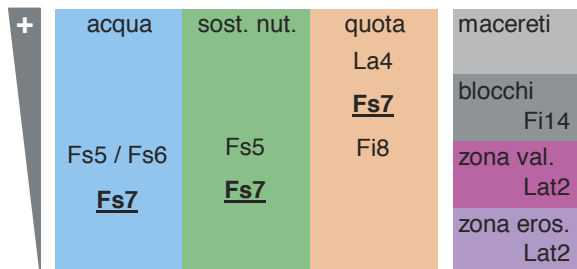 + acqua sost. nut. quota macereti
La4
Fs7 blocchi
Fi14
Fs5 / Fs6 Fs5 Fi8 zona val.
Fs7 Fs7 Lat2
zona eros.
Lat2